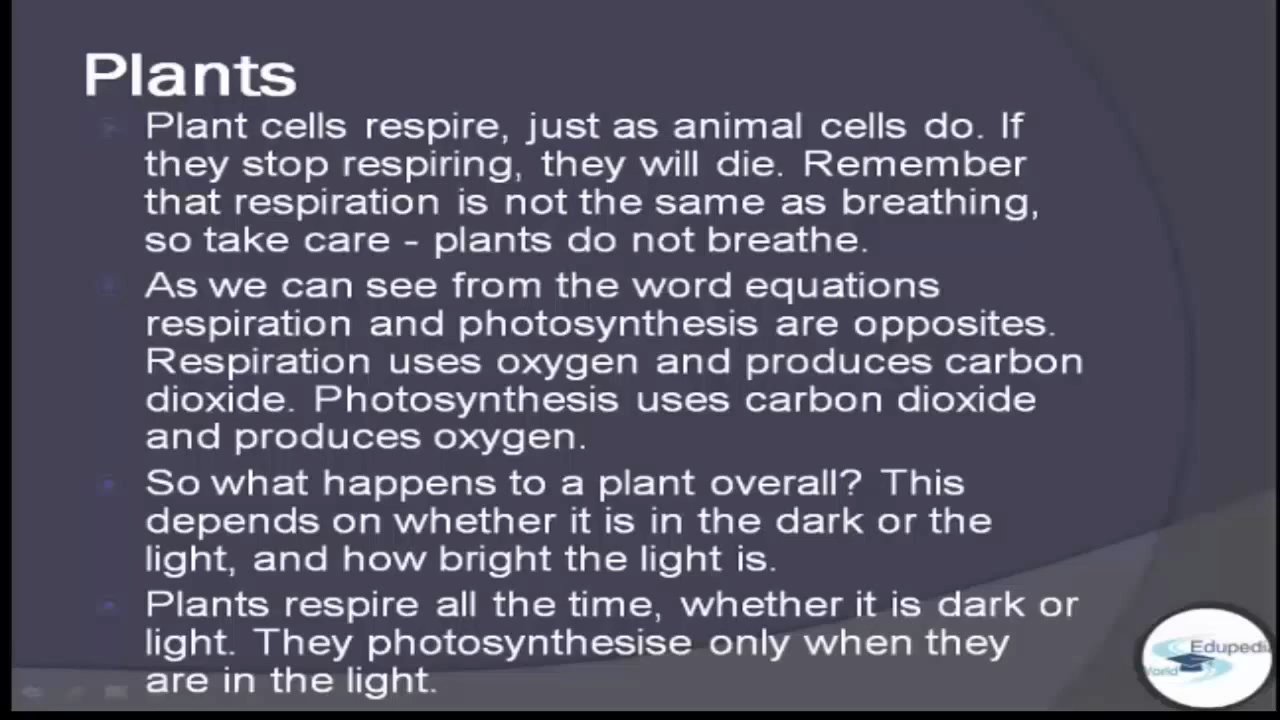 Plants
Plant cells respire, just as animal cells do. If
they stop respiring, they will die. Remember
that respiration is not the same as breathing,
so take care - plants do not breathe.
As we can see from the word equations
respiration and photosynthesis are opposites.
Respiration uses oxygen and produces carbon
dioxide. Photosynthesis uses carbon dioxide
and produces oxygen.
So what happens to a plant overall? This
depends on whether it is in the dark or the
light, and how bright the light is.
Plants respire all the time, whether it is dark or
light. They photosynthesise only when they
are in the light.
Edupedia
World